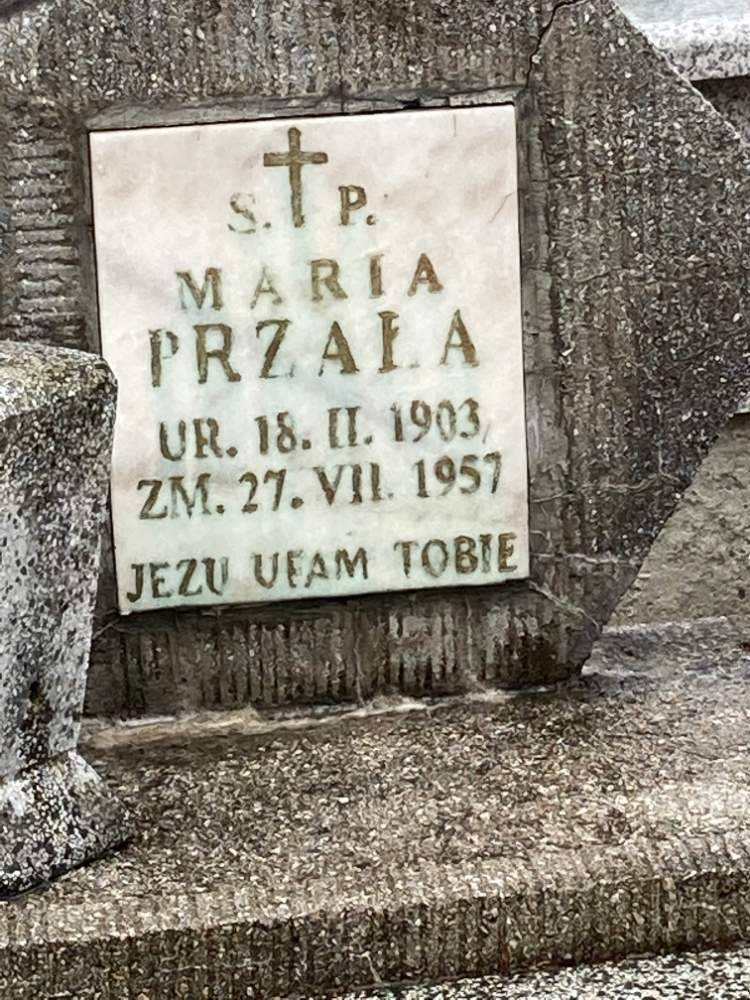 S. P.
MARIA
PRZAŁA
UR. 18. II. 1903
ZM. 27. VII. 1957
JEZU UFAM TOBIE